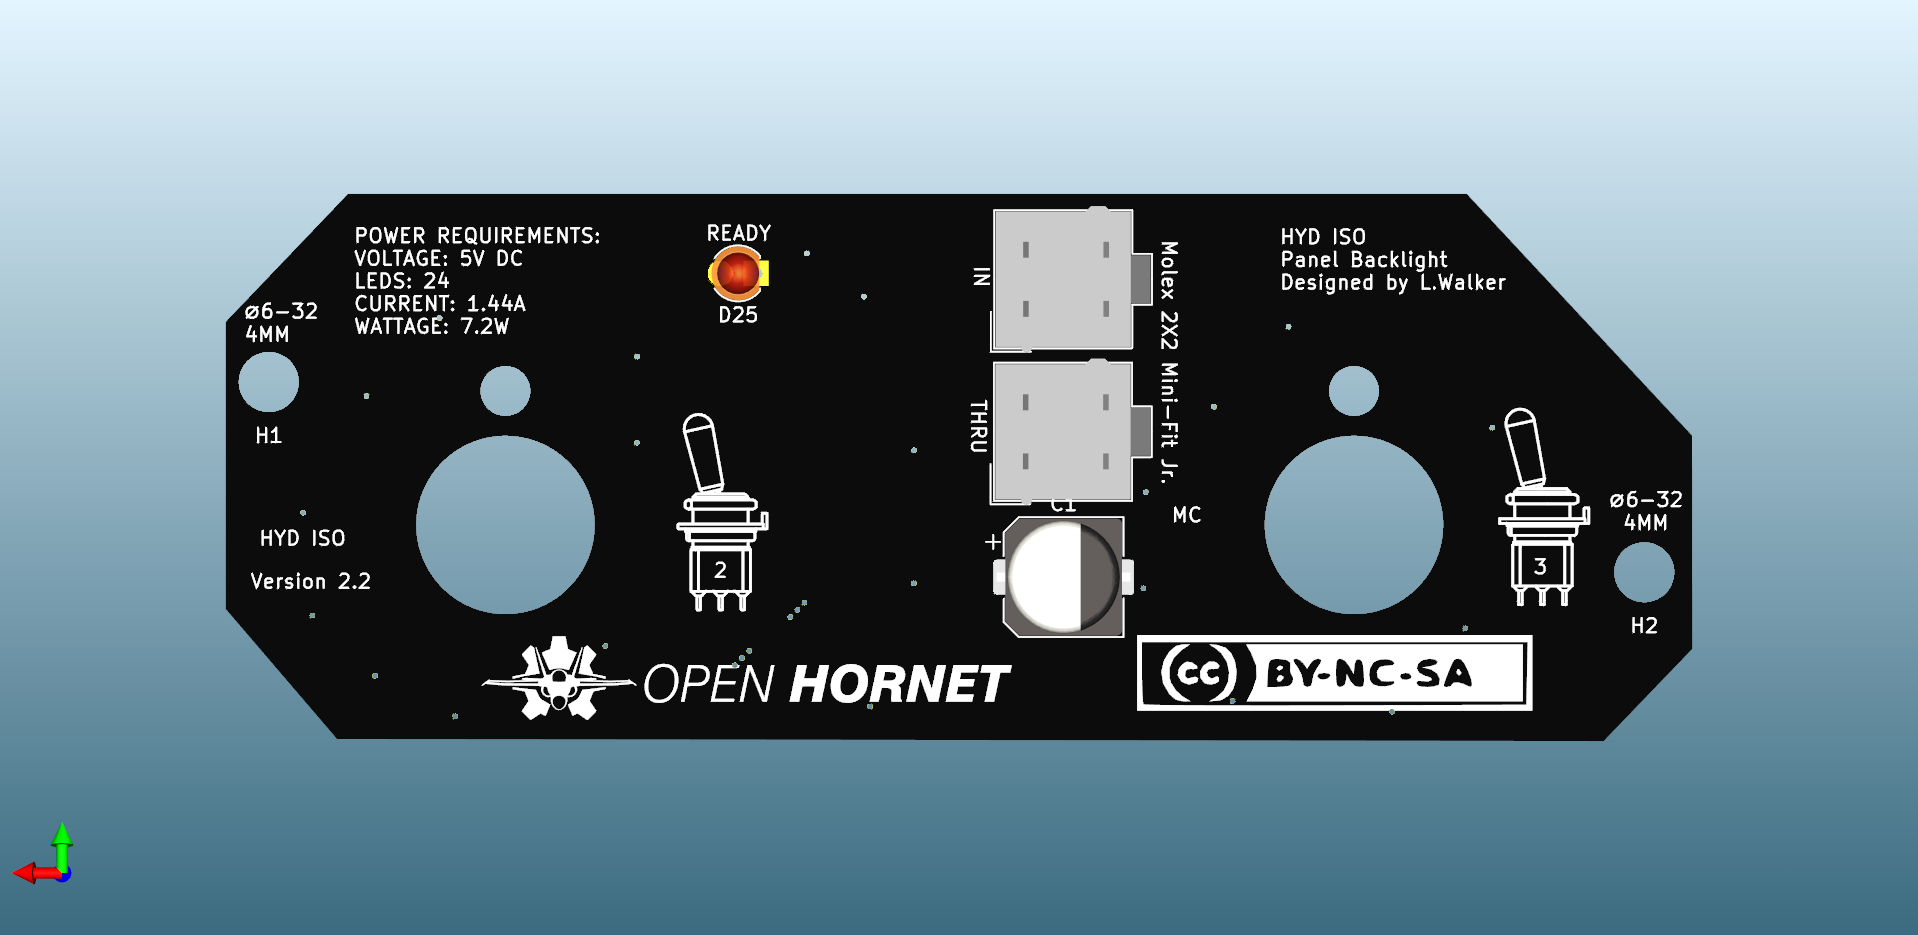 POWER REQUIREMENTS:
VOLTAGE: 5V DC
LEDS: 24
CURRENT: 1.44A
WATTAGE: 7.2W
READY
D25
IN
THRU
Molex 2X2 Mini-Fit Jr.
HYD ISO
Panel Backlight
Designed by L.Walker
ø6-32
4MM
H1
HYD ISO
Version 2.2
2
C1
+
MC
3
ø6-32
4MM
H2
OPEN HORNET
cc BY-NC-SA